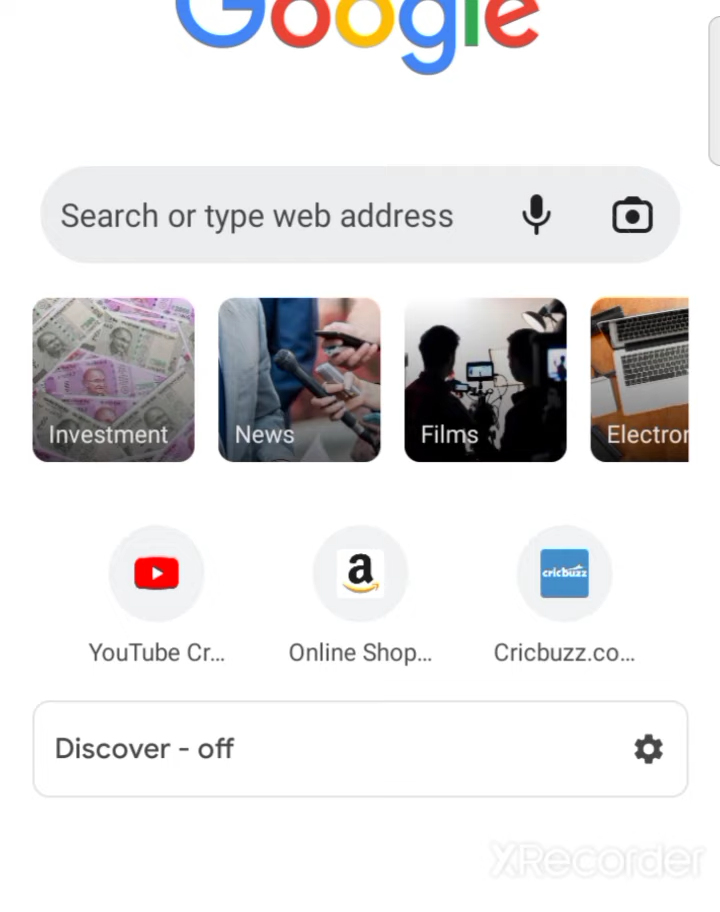 Google
Search or type web address
Investment
News
Films
Electron
a
cricbuzz
YouTube Cr...
Online Shop...
Cricbuzz.co...
Discover - off
XRecorder